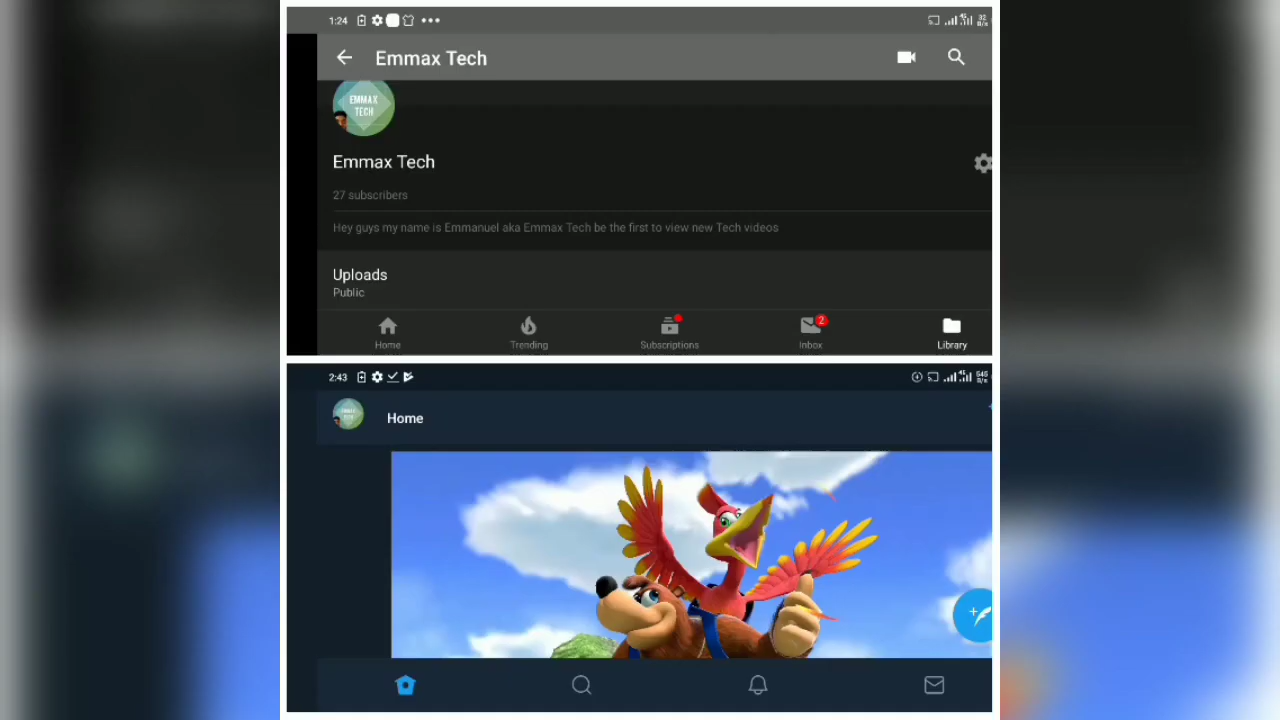 1:24
Emmax Tech
EMMAX
TECH
Emmax Tech
27 subscribers
Hey guys my name is Emmanuel aka Emmax Tech be the first to view new Tech videos
Uploads
Public
Home
Trending
Subscriptions
2
Inbox
Library
2:43
Home